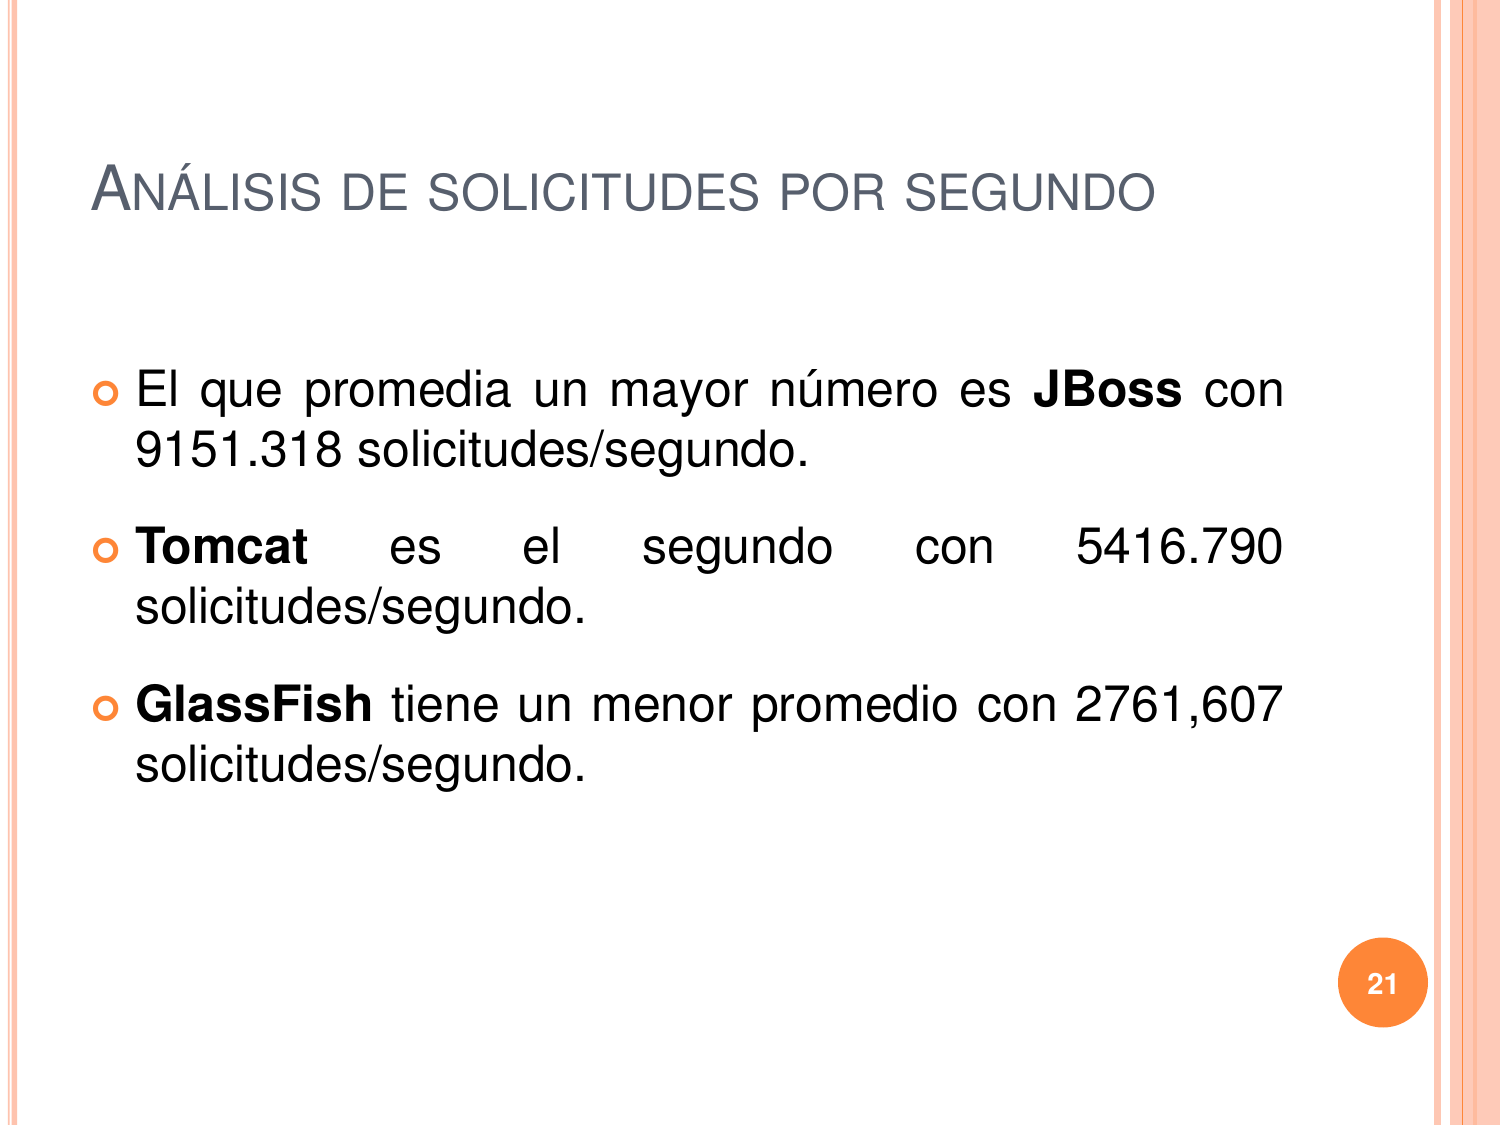 ANÁLISIS DE SOLICITUDES POR SEGUNDO
El que promedia un mayor número es JBoss con
9151.318 solicitudes/segundo.
Tomcat es el segundo con 5416.790
solicitudes/segundo.
GlassFish tiene un menor promedio con 2761,607
solicitudes/segundo.
21